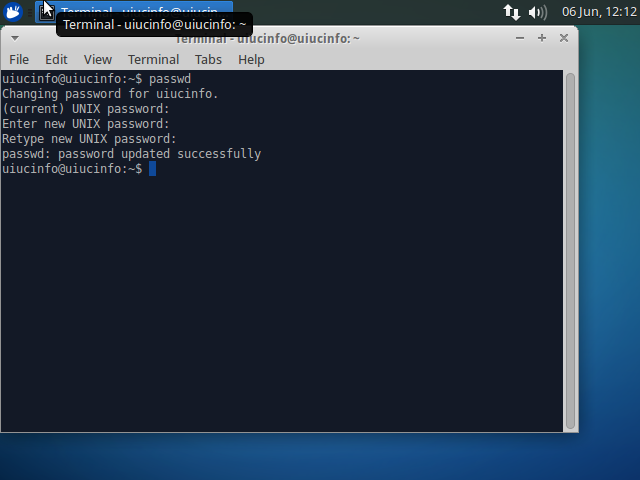 Terminal - uiucinfo@uiucin...
06 Jun, 12:12
Terminal - uiucinfo@uiucinfo: ~
Terminal - uiucinfo@uiucinfo: ~
File Edit View Terminal Tabs Help
uiucinfo@uiucinfo:~$ passwd
Changing password for uiucinfo.
(current) UNIX password:
Enter new UNIX password:
Retype new UNIX password:
passwd: password updated successfully
uiucinfo@uiucinfo:~$